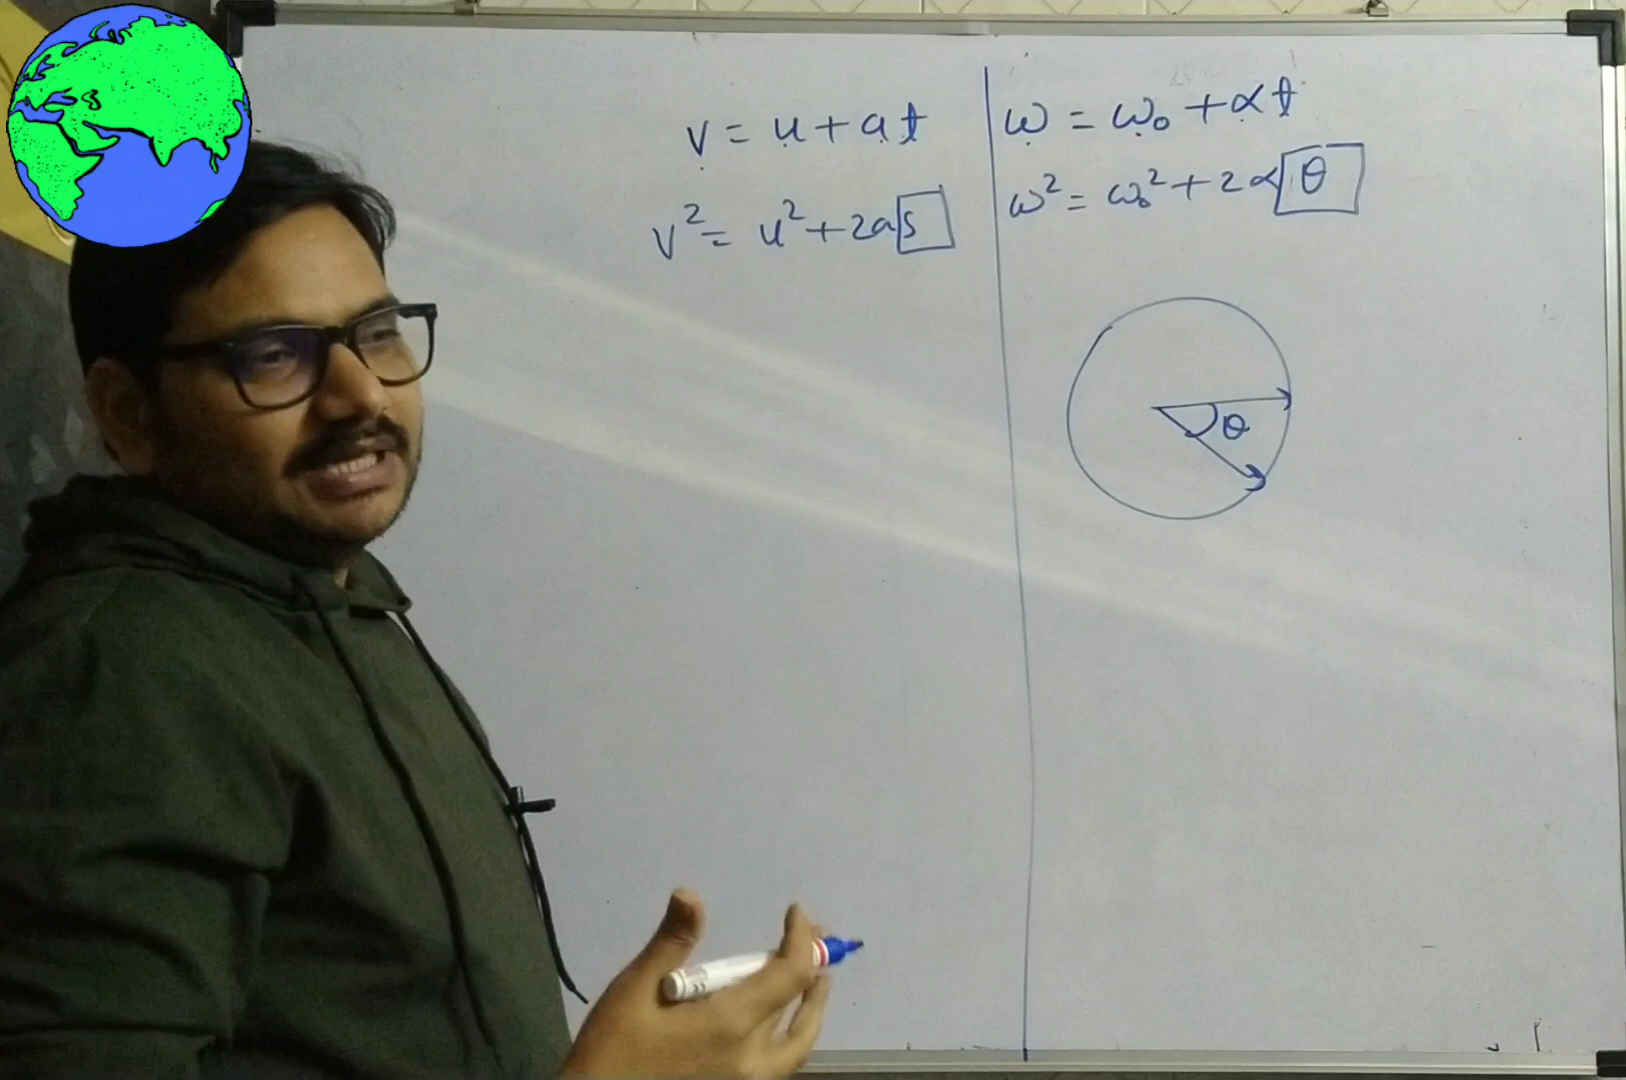 v = u + at
v² = u² + 2as
ω = ω₀ + αt
ω² = ω₀² + 2αθ
θ